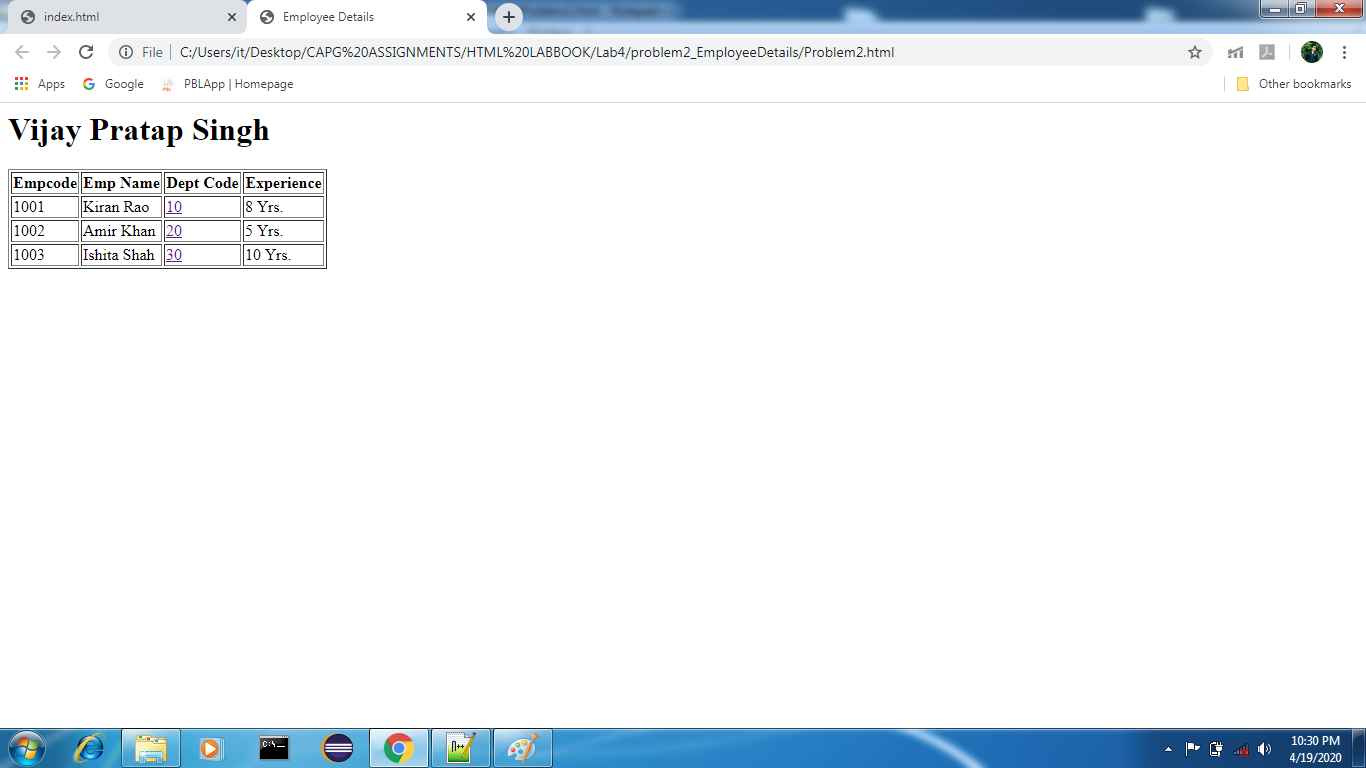 index.html
Employee Details
File
C:/Users/it/Desktop/CAPG%20ASSIGNMENTS/HTML%20LABBOOK/Lab4/problem2_EmployeeDetails/Problem2.html
Apps Google PBLApp | Homepage Other bookmarks
Vijay Pratap Singh
Empcode Emp Name Dept Code Experience
1001 Kiran Rao 10 8 Yrs.
1002 Amir Khan 20 5 Yrs.
1003 Ishita Shah 30 10 Yrs.
10:30 PM
4/19/2020